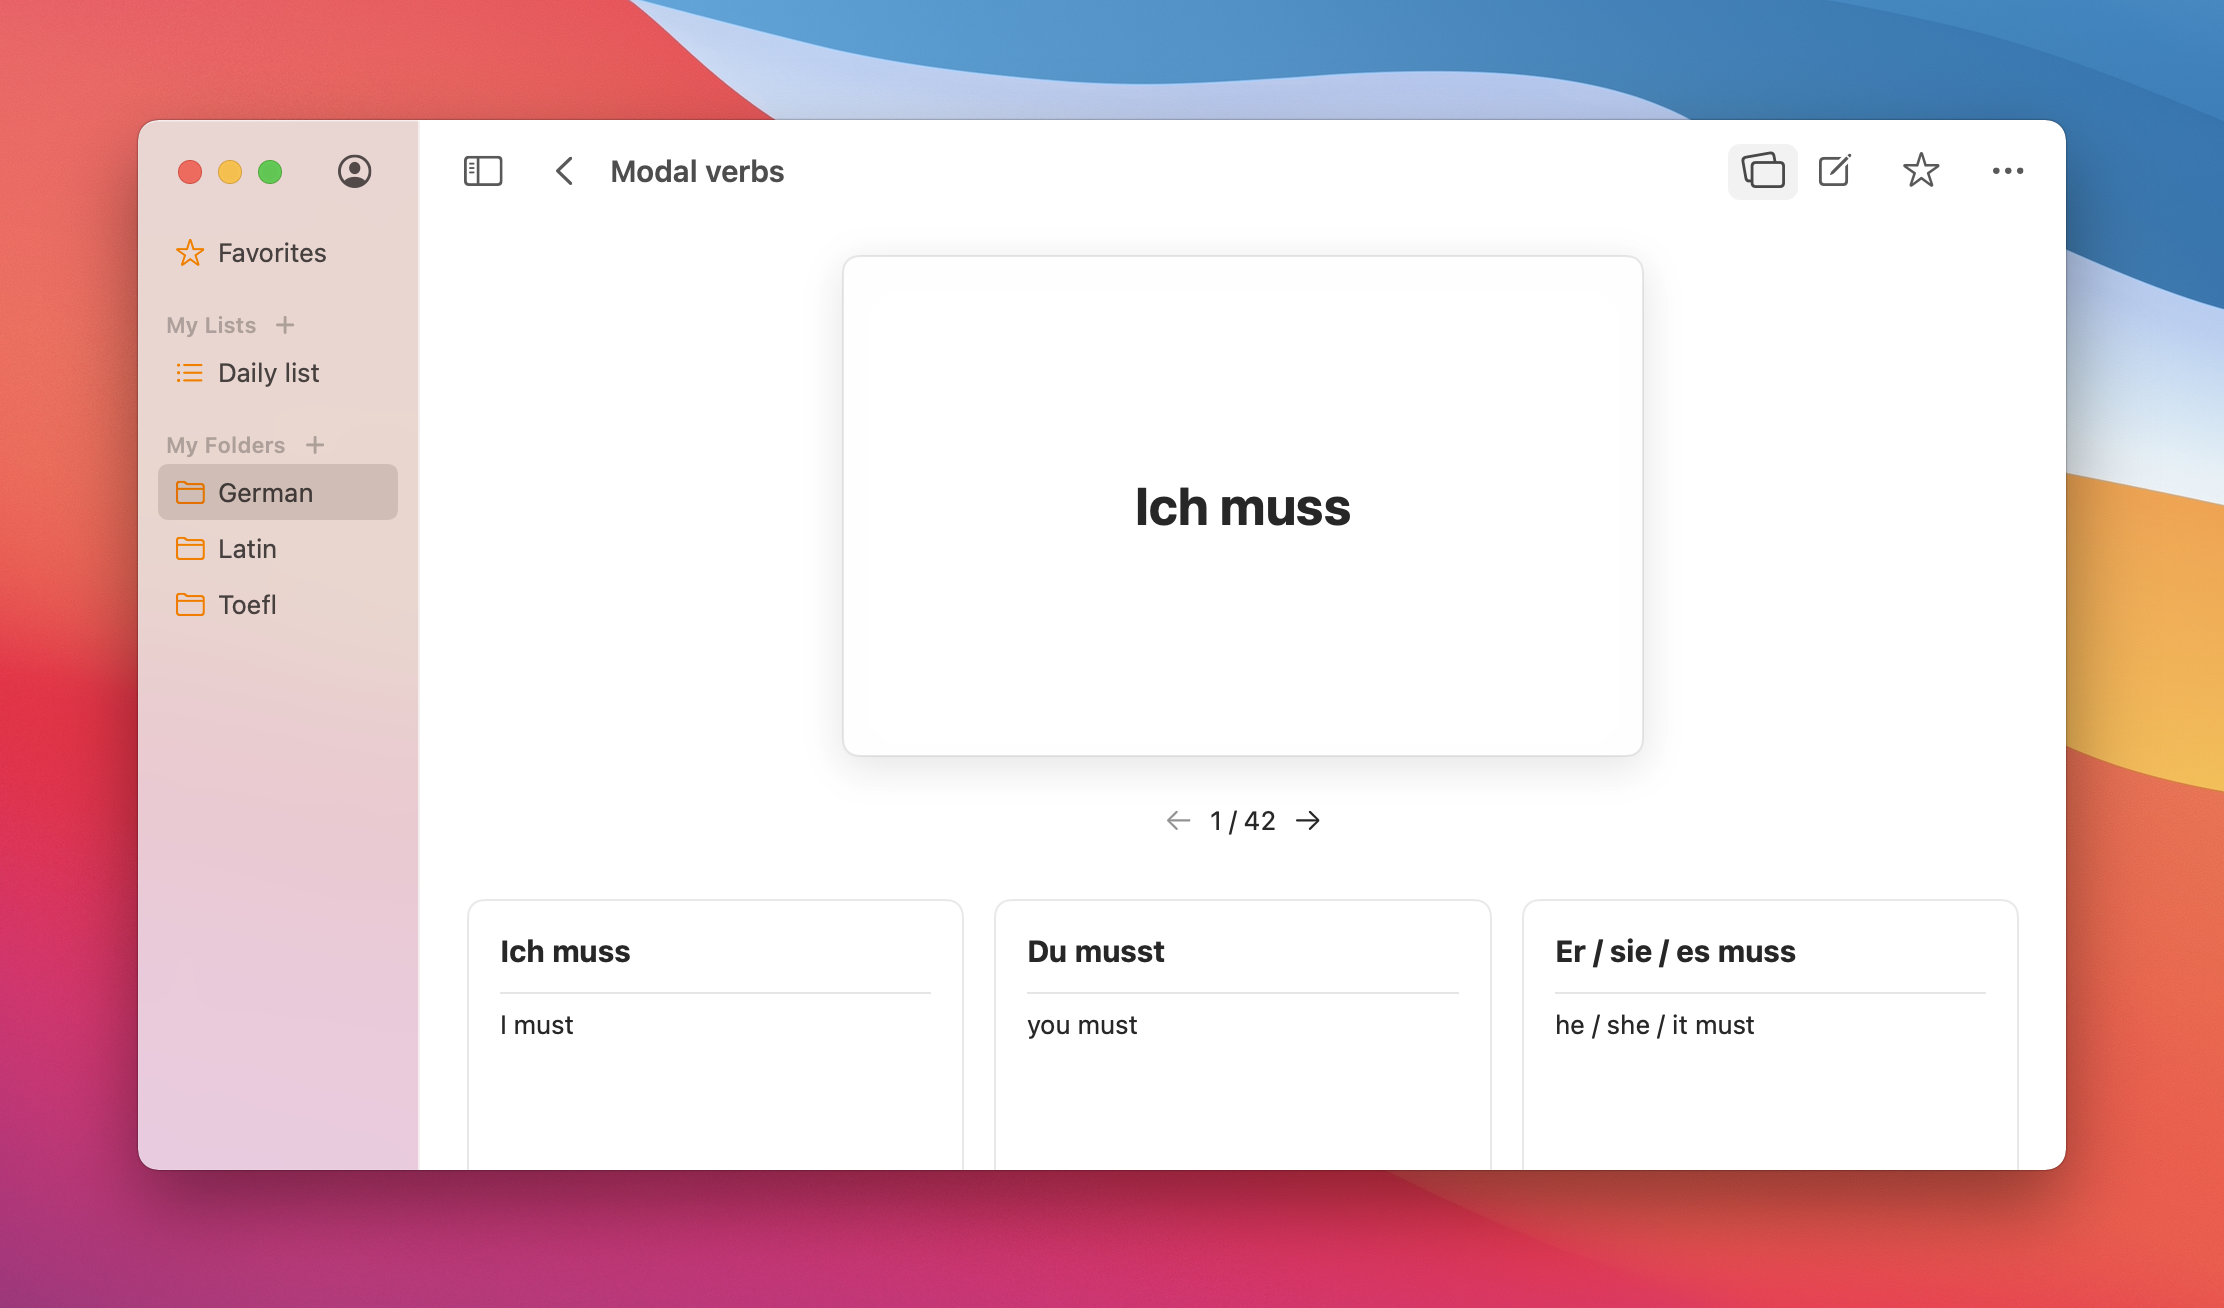 Modal verbs
Favorites
My Lists +
Daily list
My Folders +
German
Latin
Toefl
Ich muss
1 / 42
Ich muss
I must
Du musst
you must
Er / sie / es muss
he / she / it must